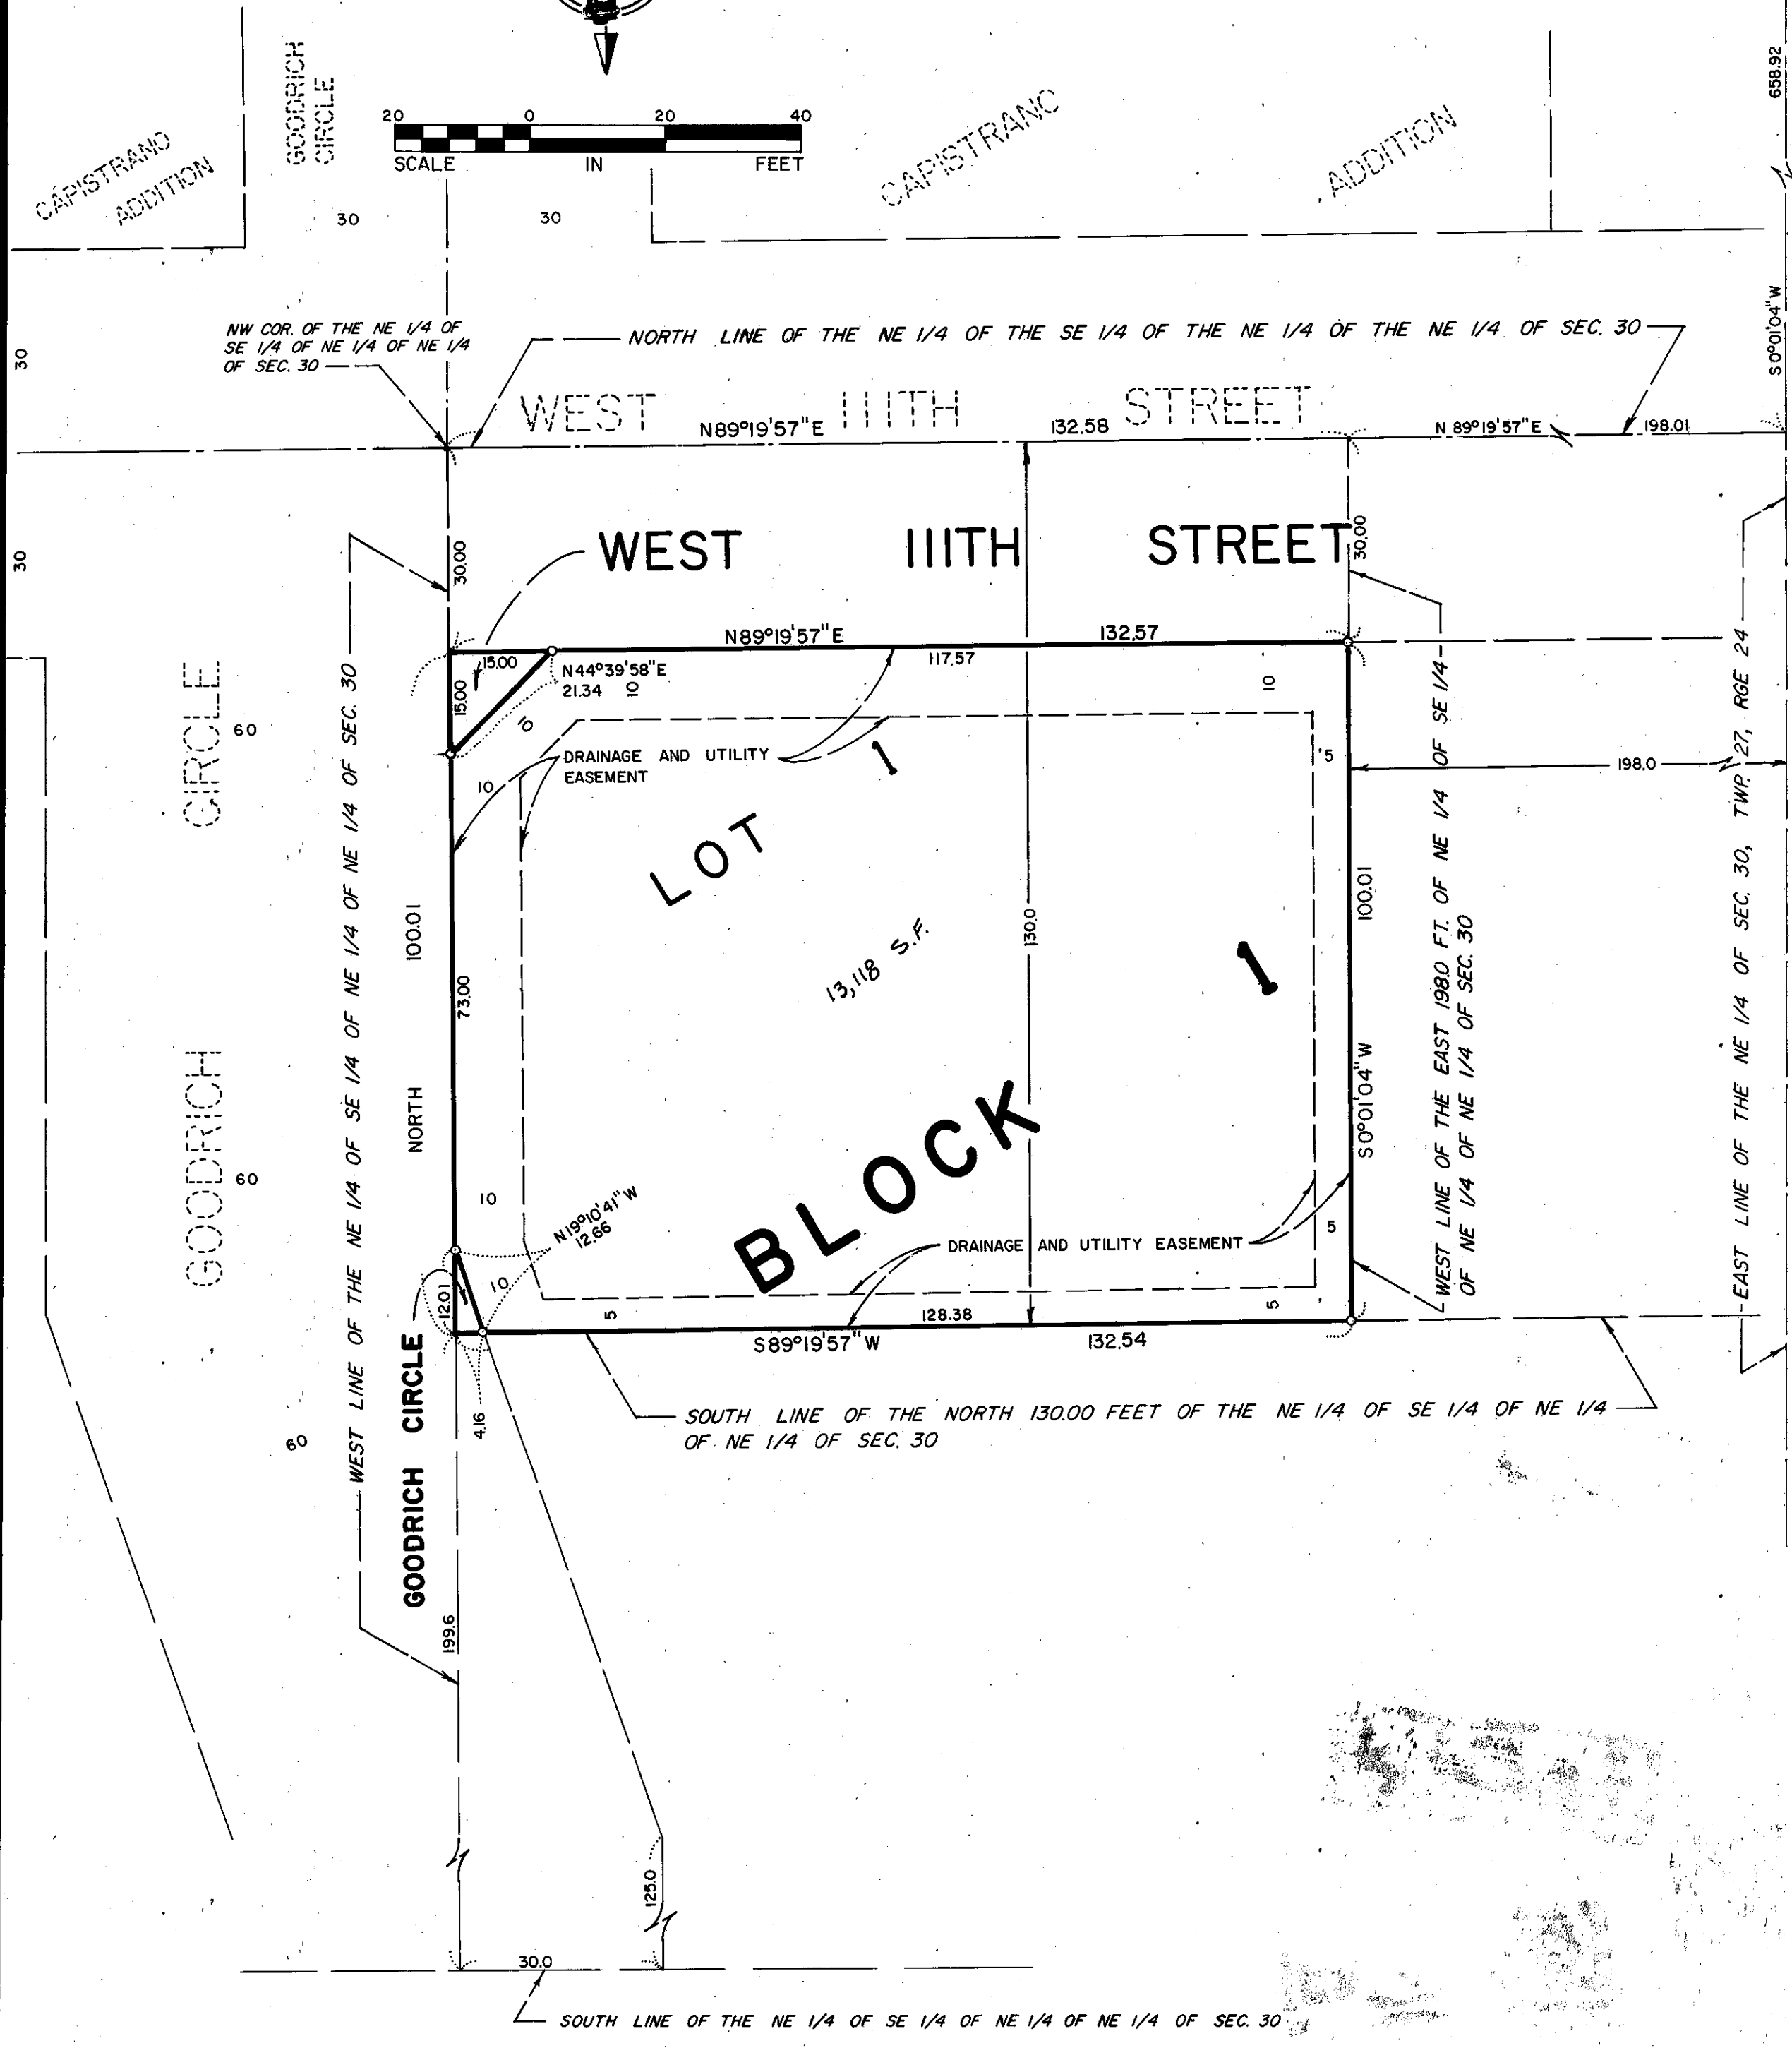 658.92
GOODRICH
CIRCLE
20 0 20 40
SCALE IN FEET
CAPISTRANO
ADDITION
CAPISTRANO ADDITION
30 30
S 0°01'04" W
NW COR. OF THE NE 1/4 OF
SE 1/4 OF NE 1/4 OF NE 1/4
OF SEC. 30
NORTH LINE OF THE NE 1/4 OF THE SE 1/4 OF THE NE 1/4 OF THE NE 1/4 OF SEC. 30
30
WEST 111TH STREET
N89°19'57"E 132.58 N 89°19'57"E 198.01
30
30.00
WEST 111TH STREET
30.00
N89°19'57"E 132.57
15.00
117.57
15.00
N44°39'58"E
21.34
10
10
10
60
DRAINAGE AND UTILITY
EASEMENT
1
5
198.0
10
CIRCLE
LOT
100.01
73.00
NORTH
13,118 S.F.
130.0
1
100.01
S 0°01'04" W
WEST LINE OF THE NE 1/4 OF SE 1/4 OF NE 1/4 OF NE 1/4 OF SEC. 30
WEST LINE OF THE EAST 198.0 FT. OF NE 1/4 OF SE 1/4
OF NE 1/4 OF NE 1/4 OF SEC. 30
EAST LINE OF THE NE 1/4 OF SEC. 30, TWP. 27, RGE 24
GOODRICH
60
BLOCK
10
N19°10'41"W
12.66
DRAINAGE AND UTILITY EASEMENT
5
10
12.01
5
128.38
5
S89°19'57"W 132.54
GOODRICH CIRCLE
4.16
60
SOUTH LINE OF THE NORTH 130.00 FEET OF THE NE 1/4 OF SE 1/4 OF NE 1/4
OF NE 1/4 OF SEC. 30
199.6
125.0
30.0
SOUTH LINE OF THE NE 1/4 OF SE 1/4 OF NE 1/4 OF NE 1/4 OF SEC. 30